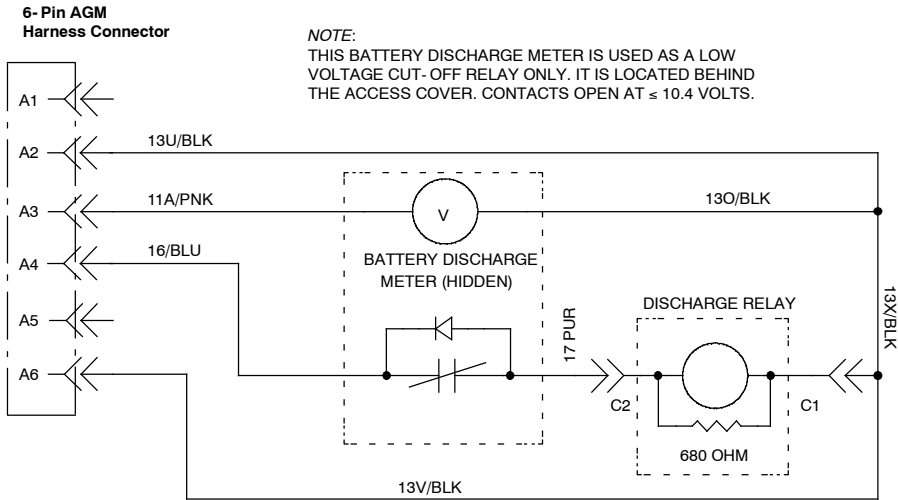 6- Pin AGM
Harness Connector
NOTE:
THIS BATTERY DISCHARGE METER IS USED AS A LOW
VOLTAGE CUT- OFF RELAY ONLY. IT IS LOCATED BEHIND
THE ACCESS COVER. CONTACTS OPEN AT ≤ 10.4 VOLTS.
A1
A2
13U/BLK
A3
11A/PNK
V
13O/BLK
A4
16/BLU
BATTERY DISCHARGE
METER (HIDDEN)
A5
17 PUR
DISCHARGE RELAY
13X/BLK
A6
C2
C1
680 OHM
13V/BLK